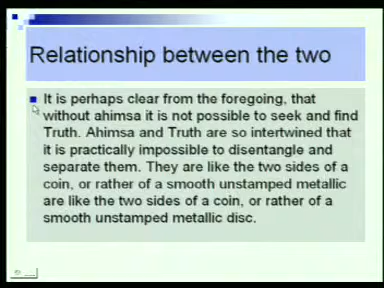 Relationship between the two
It is perhaps clear from the foregoing, that
without ahimsa it is not possible to seek and find
Truth. Ahimsa and Truth are so intertwined that
it is practically impossible to disentangle and
separate them. They are like the two sides of a
coin, or rather of a smooth unstamped metallic
are like the two sides of a coin, or rather of a
smooth unstamped metallic disc.